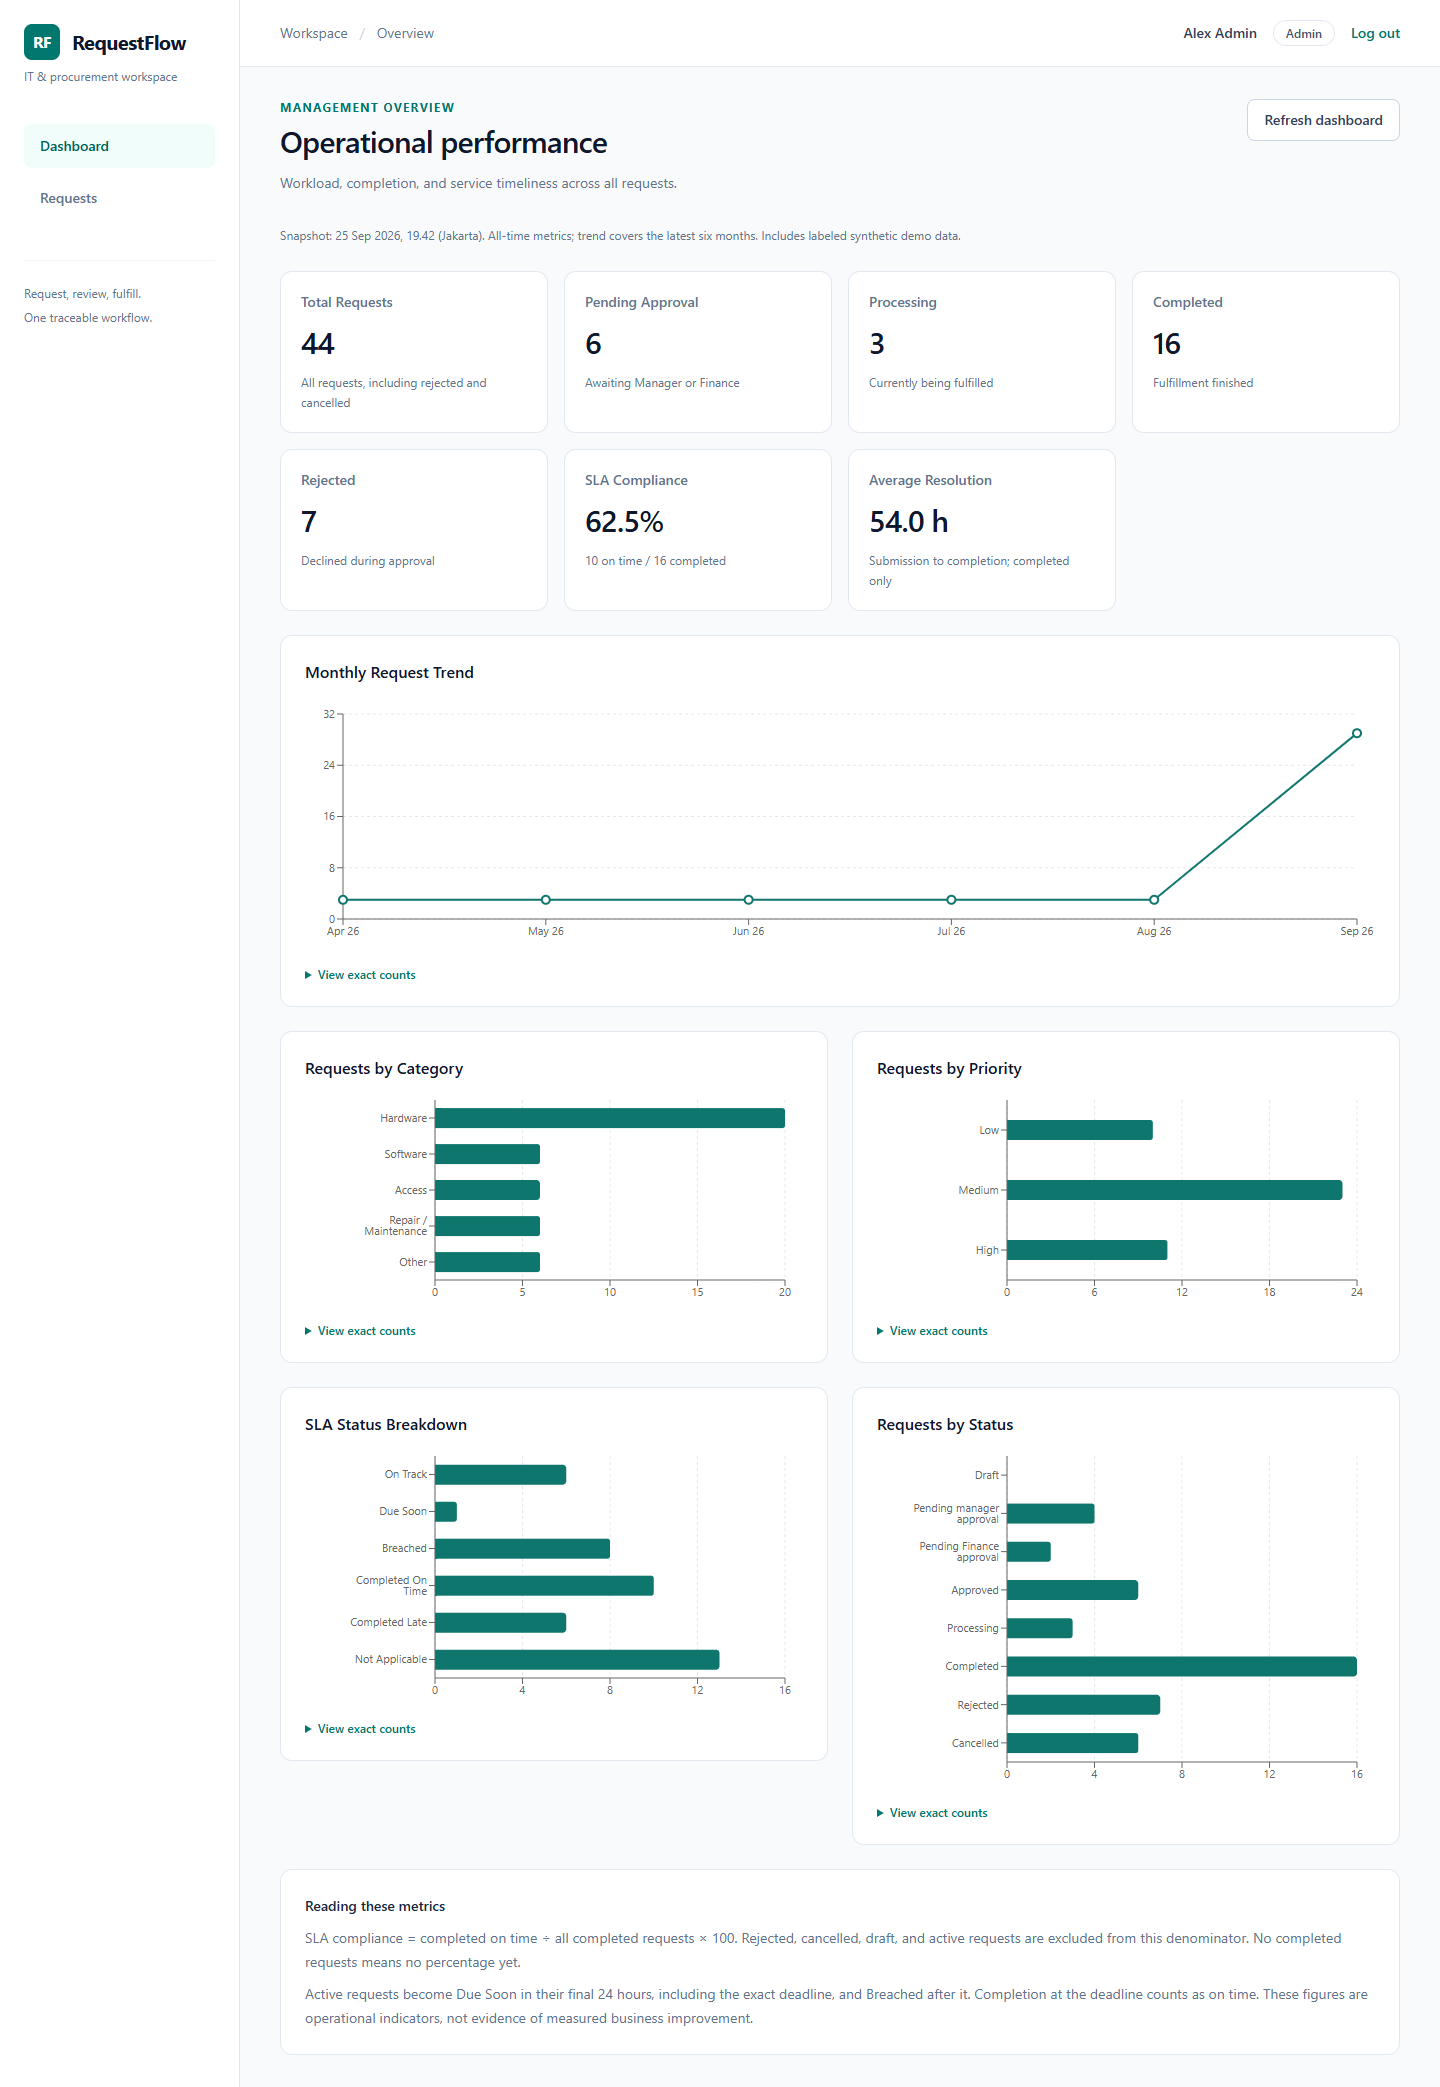 RF RequestFlow
IT & procurement workspace
Dashboard
Requests
Request, review, fulfill.
One traceable workflow.
Workspace / Overview
Alex Admin Admin Log out
MANAGEMENT OVERVIEW
Operational performance
Workload, completion, and service timeliness across all requests.
Refresh dashboard
Snapshot: 25 Sep 2026, 19.42 (Jakarta). All-time metrics; trend covers the latest six months. Includes labeled synthetic demo data.
Total Requests
44
All requests, including rejected and
cancelled
Pending Approval
6
Awaiting Manager or Finance
Processing
3
Currently being fulfilled
Completed
16
Fulfillment finished
Rejected
7
Declined during approval
SLA Compliance
62.5%
10 on time / 16 completed
Average Resolution
54.0 h
Submission to completion; completed
only
Monthly Request Trend
32
24
16
8
0
Apr 26 May 26 Jun 26 Jul 26 Aug 26 Sep 26
▶ View exact counts
Requests by Category
Hardware
Software
Access
Repair /
Maintenance
Other
0 5 10 15 20
▶ View exact counts
Requests by Priority
Low
Medium
High
0 6 12 18 24
▶ View exact counts
SLA Status Breakdown
On Track
Due Soon
Breached
Completed On
Time
Completed Late
Not Applicable
0 4 8 12 16
▶ View exact counts
Requests by Status
Draft
Pending manager
approval
Pending Finance
approval
Approved
Processing
Completed
Rejected
Cancelled
0 4 8 12 16
▶ View exact counts
Reading these metrics
SLA compliance = completed on time ÷ all completed requests × 100. Rejected, cancelled, draft, and active requests are excluded from this denominator. No completed
requests means no percentage yet.
Active requests become Due Soon in their final 24 hours, including the exact deadline, and Breached after it. Completion at the deadline counts as on time. These figures are
operational indicators, not evidence of measured business improvement.